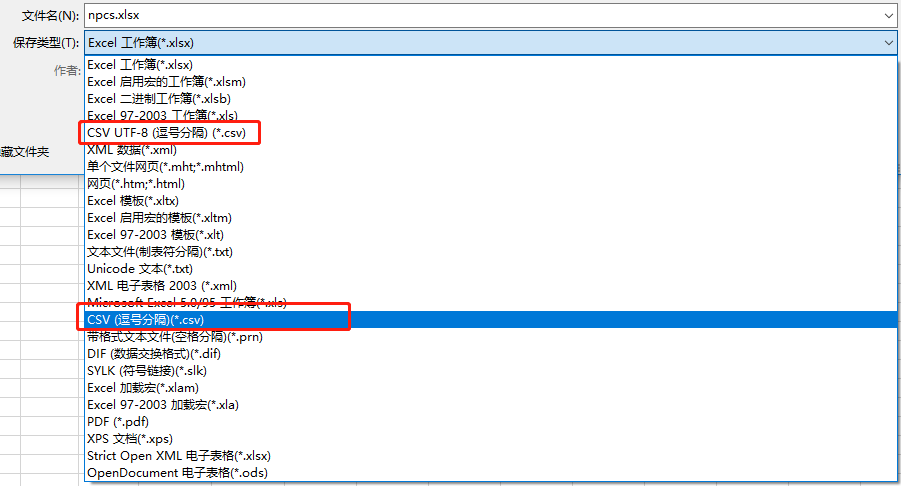 文件名(N):
npcs.xlsx
保存类型(T):
Excel 工作簿(*.xlsx)
作者:
Excel 工作簿(*.xlsx)
Excel 启用宏的工作簿(*.xlsm)
Excel 二进制工作簿(*.xlsb)
Excel 97-2003 工作簿(*.xls)
CSV UTF-8 (逗号分隔) (*.csv)
XML 数据(*.xml)
藏文件夹
单个文件网页(*.mht;*.mhtml)
网页(*.htm;*.html)
Excel 模板(*.xltx)
Excel 启用宏的模板(*.xltm)
Excel 97-2003 模板(*.xlt)
文本文件(制表符分隔)(*.txt)
Unicode 文本(*.txt)
XML 电子表格 2003 (*.xml)
Microsoft Excel 5.0/95 工作簿(*.xls)
CSV (逗号分隔)(*.csv)
带格式文本文件(空格分隔)(*.prn)
DIF (数据交换格式)(*.dif)
SYLK (符号链接)(*.slk)
Excel 加载宏(*.xlam)
Excel 97-2003 加载宏(*.xla)
PDF (*.pdf)
XPS 文档(*.xps)
Strict Open XML 电子表格(*.xlsx)
OpenDocument 电子表格(*.ods)